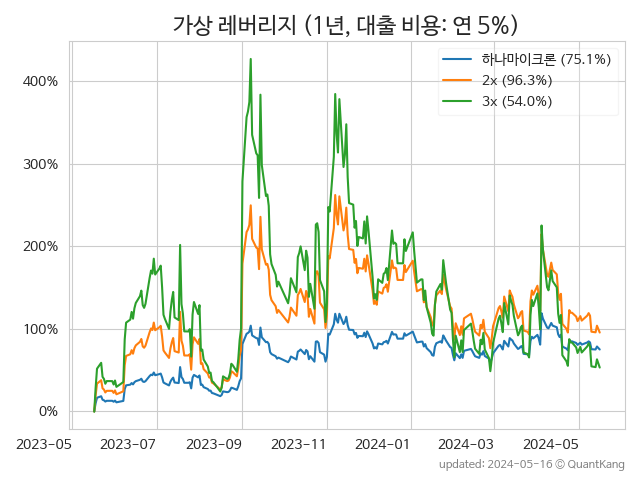 가상 레버리지 (1년, 대출 비용: 연 5%)
하나마이크론 (75.1%)
2x (96.3%)
3x (54.0%)
400%
300%
200%
100%
0%
2023-05 2023-07 2023-09 2023-11 2024-01 2024-03 2024-05
updated: 2024-05-16 © QuantKang